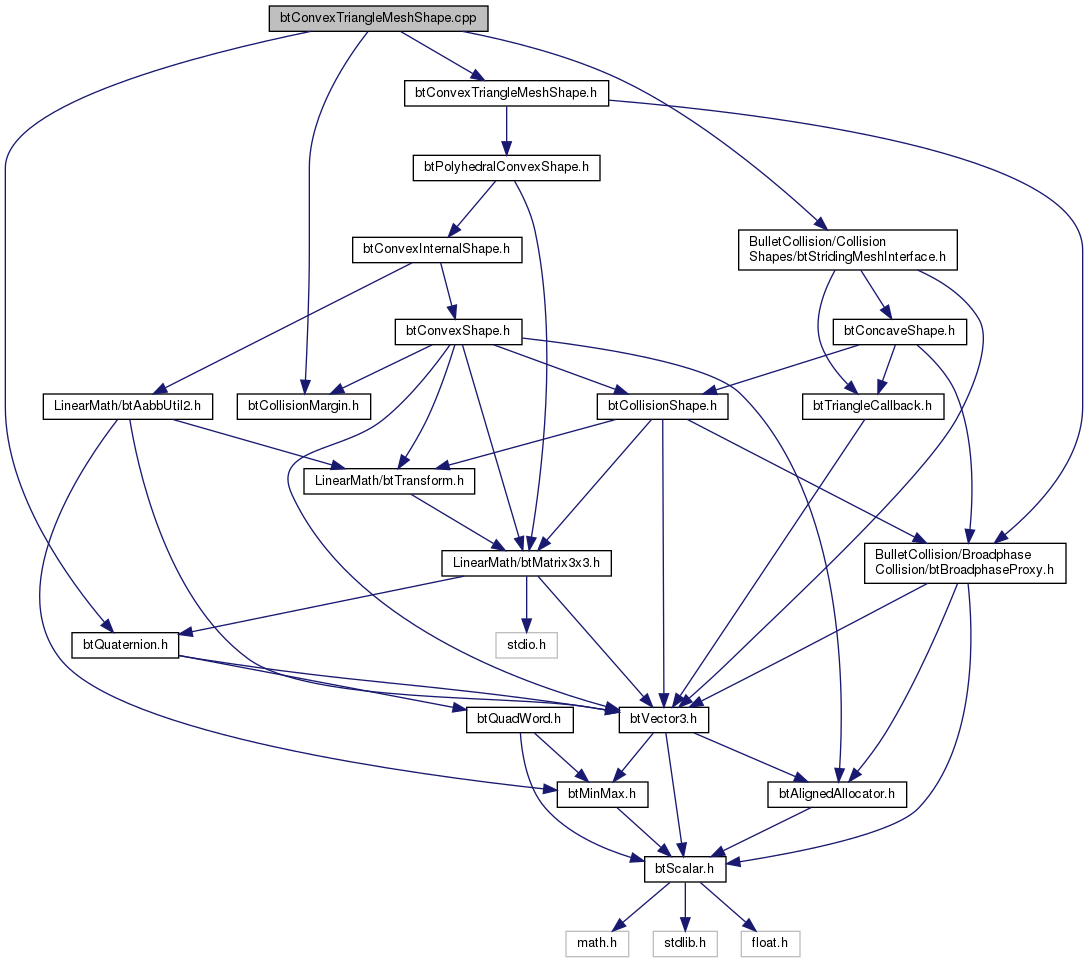 btConvexTriangleMeshShape.cpp
btConvexTriangleMeshShape.h
btPolyhedralConvexShape.h
btConvexInternalShape.h
BulletCollision/Collision
Shapes/btStridingMeshInterface.h
btConvexShape.h
btConcaveShape.h
LinearMath/btAabbUtil2.h
btCollisionMargin.h
btCollisionShape.h
btTriangleCallback.h
LinearMath/btTransform.h
LinearMath/btMatrix3x3.h
BulletCollision/Broadphase
Collision/btBroadphaseProxy.h
btQuaternion.h
stdio.h
btQuadWord.h
btVector3.h
btMinMax.h
btAlignedAllocator.h
btScalar.h
math.h
stdlib.h
float.h